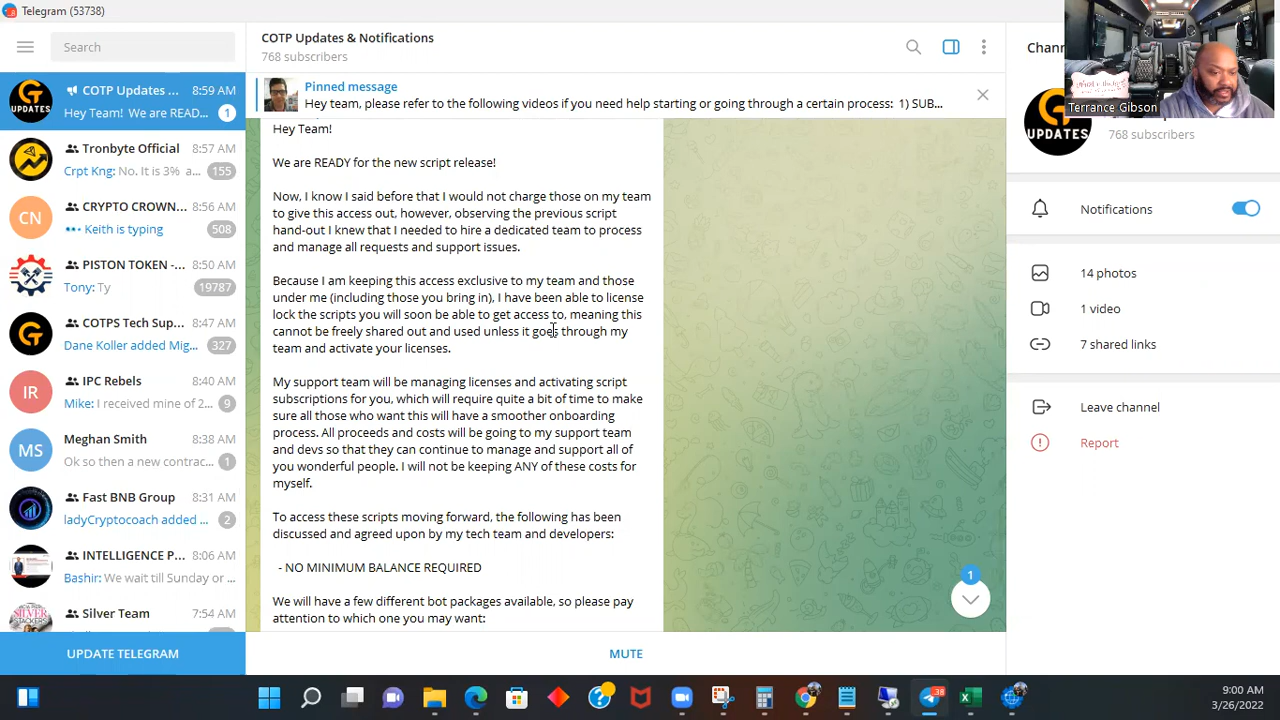 Telegram (53738)
Search
COTP Updates ... 8:59 AM
Hey Team! We are READ... 1
Tronbyte Official 8:57 AM
Crpt Kng: No. It is 3% a... 155
CN
CRYPTO CROWN... 8:56 AM
Keith is typing 508
PISTON TOKEN -... 8:50 AM
Tony: Ty 19787
COTPS Tech Sup... 8:47 AM
Dane Koller added Mig... 327
IR
IPC Rebels 8:40 AM
Mike: I received mine of 2... 9
MS
Meghan Smith 8:38 AM
Ok so then a new contrac... 1
Fast BNB Group 8:31 AM
ladyCryptocoach added ... 2
INTELLIGENCE P... 8:06 AM
Bashir: We wait till Sunday or ...
Silver Team 7:54 AM
UPDATE TELEGRAM
COTP Updates & Notifications
768 subscribers
Pinned message
Hey team, please refer to the following videos if you need help starting or going through a certain process: 1) SUB...
Hey Team!
We are READY for the new script release!
Now, I know I said before that I would not charge those on my team
to give this access out, however, observing the previous script
hand-out I knew that I needed to hire a dedicated team to process
and manage all requests and support issues.
Because I am keeping this access exclusive to my team and those
under me (including those you bring in), I have been able to license
lock the scripts you will soon be able to get access to, meaning this
cannot be freely shared out and used unless it goes through my
team and activate your licenses.
My support team will be managing licenses and activating script
subscriptions for you, which will require quite a bit of time to make
sure all those who want this will have a smoother onboarding
process. All proceeds and costs will be going to my support team
and devs so that they can continue to manage and support all of
you wonderful people. I will not be keeping ANY of these costs for
myself.
To access these scripts moving forward, the following has been
discussed and agreed upon by my tech team and developers:
- NO MINIMUM BALANCE REQUIRED
We will have a few different bot packages available, so please pay
attention to which one you may want:
1
MUTE
Terrance Gibson
UPDATES
768 subscribers
Notifications
14 photos
1 video
7 shared links
Leave channel
Report
38
9:00 AM
3/26/2022